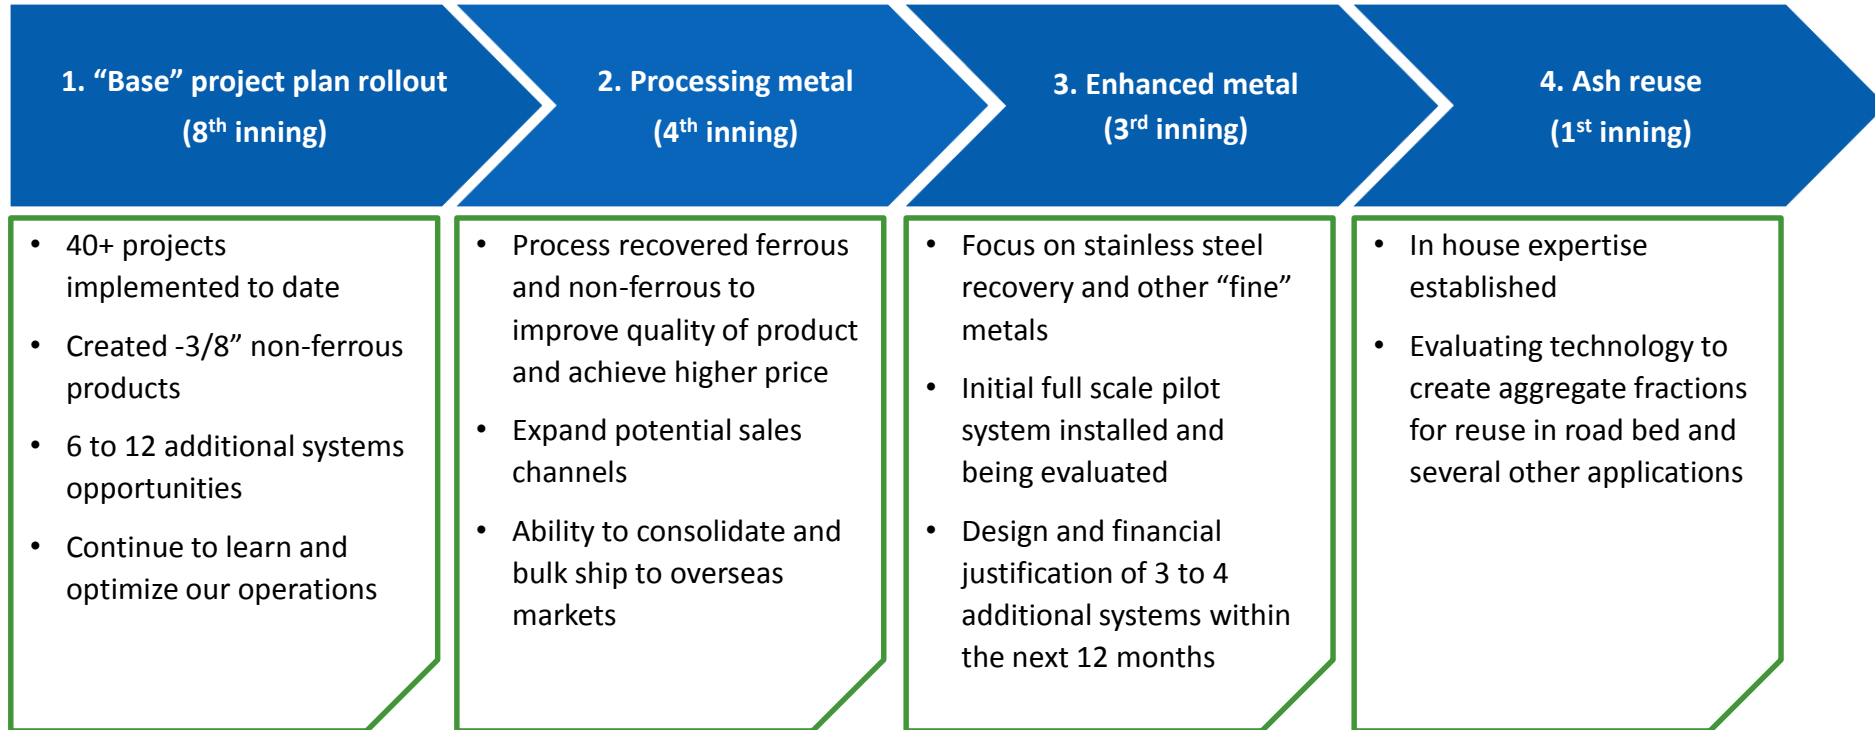 1. “Base” project plan rollout
(8th inning)
• 40+ projects
implemented to date
• Created -3/8” non-ferrous
products
• 6 to 12 additional systems
opportunities
• Continue to learn and
optimize our operations
2. Processing metal
(4th inning)
• Process recovered ferrous
and non-ferrous to
improve quality of product
and achieve higher price
• Expand potential sales
channels
• Ability to consolidate and
bulk ship to overseas
markets
3. Enhanced metal
(3rd inning)
• Focus on stainless steel
recovery and other “fine”
metals
• Initial full scale pilot
system installed and
being evaluated
• Design and financial
justification of 3 to 4
additional systems within
the next 12 months
4. Ash reuse
(1st inning)
• In house expertise
established
• Evaluating technology to
create aggregate fractions
for reuse in road bed and
several other applications